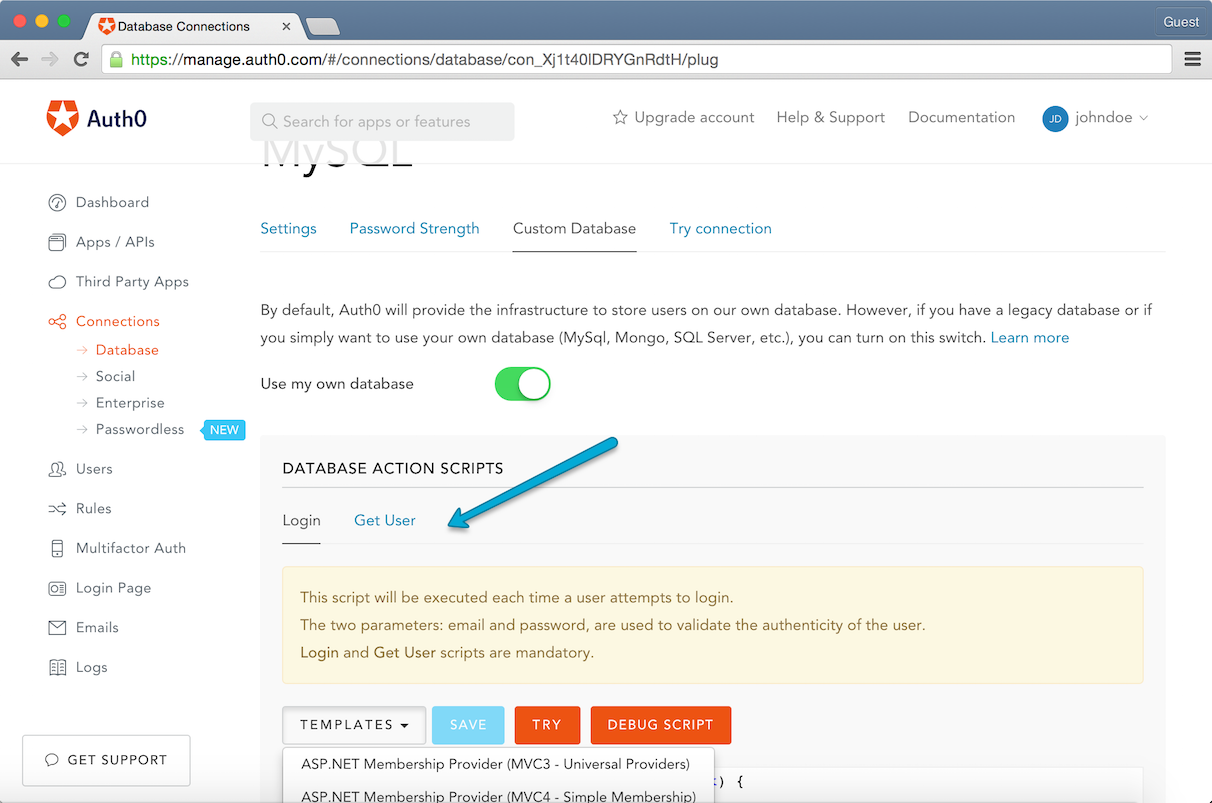 Database Connections
Guest
https://manage.auth0.com/#/connections/database/con_Xj1t40lDRYGnRdtH/plug
Auth0
Search for apps or features
Upgrade account
Help & Support
Documentation
JD
johndoe
MySQL
Dashboard
Apps / APIs
Third Party Apps
Connections
Database
Social
Enterprise
Passwordless
NEW
Users
Rules
Multifactor Auth
Login Page
Emails
Logs
GET SUPPORT
Settings
Password Strength
Custom Database
Try connection
By default, Auth0 will provide the infrastructure to store users on our own database. However, if you have a legacy database or if
you simply want to use your own database (MySql, Mongo, SQL Server, etc.), you can turn on this switch. Learn more
Use my own database
DATABASE ACTION SCRIPTS
Login
Get User
This script will be executed each time a user attempts to login.
The two parameters: email and password, are used to validate the authenticity of the user.
Login and Get User scripts are mandatory.
TEMPLATES
SAVE
TRY
DEBUG SCRIPT
ASP.NET Membership Provider (MVC3 - Universal Providers)
) {
ASP.NET Membership Provider (MVC4 - Simple Membership)